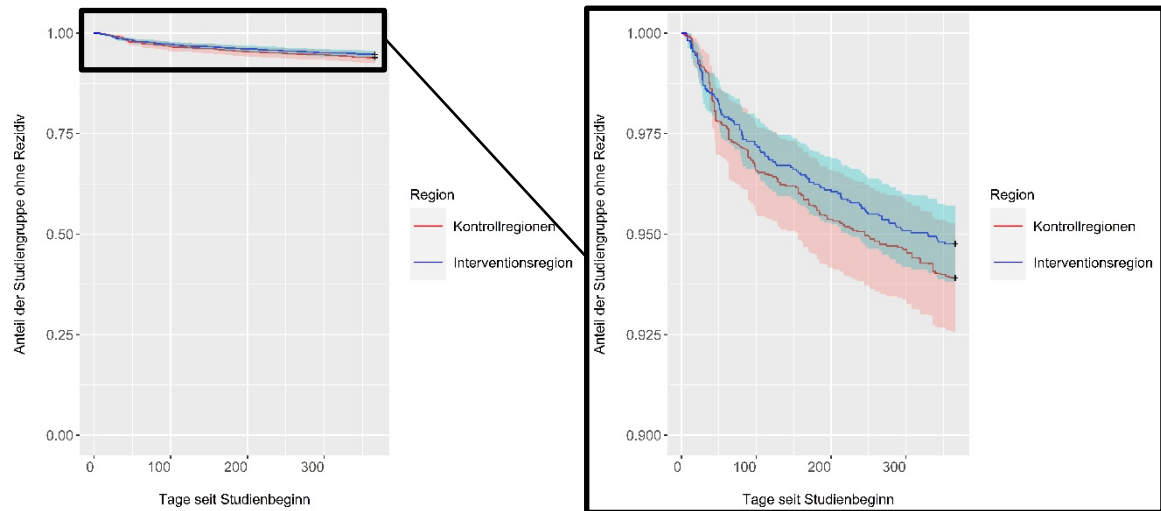 1.00
0.75
0.50
0.25
0.00
Anteil der Studiengruppe ohne Rezidiv
0
100
200
300
Tage seit Studienbeginn
Region
Kontrollregionen
Interventionsregion
1.000
0.975
0.950
0.925
0.900
Anteil der Studiengruppe ohne Rezidiv
0
100
200
300
Tage seit Studienbeginn
Region
Kontrollregionen
Interventionsregion